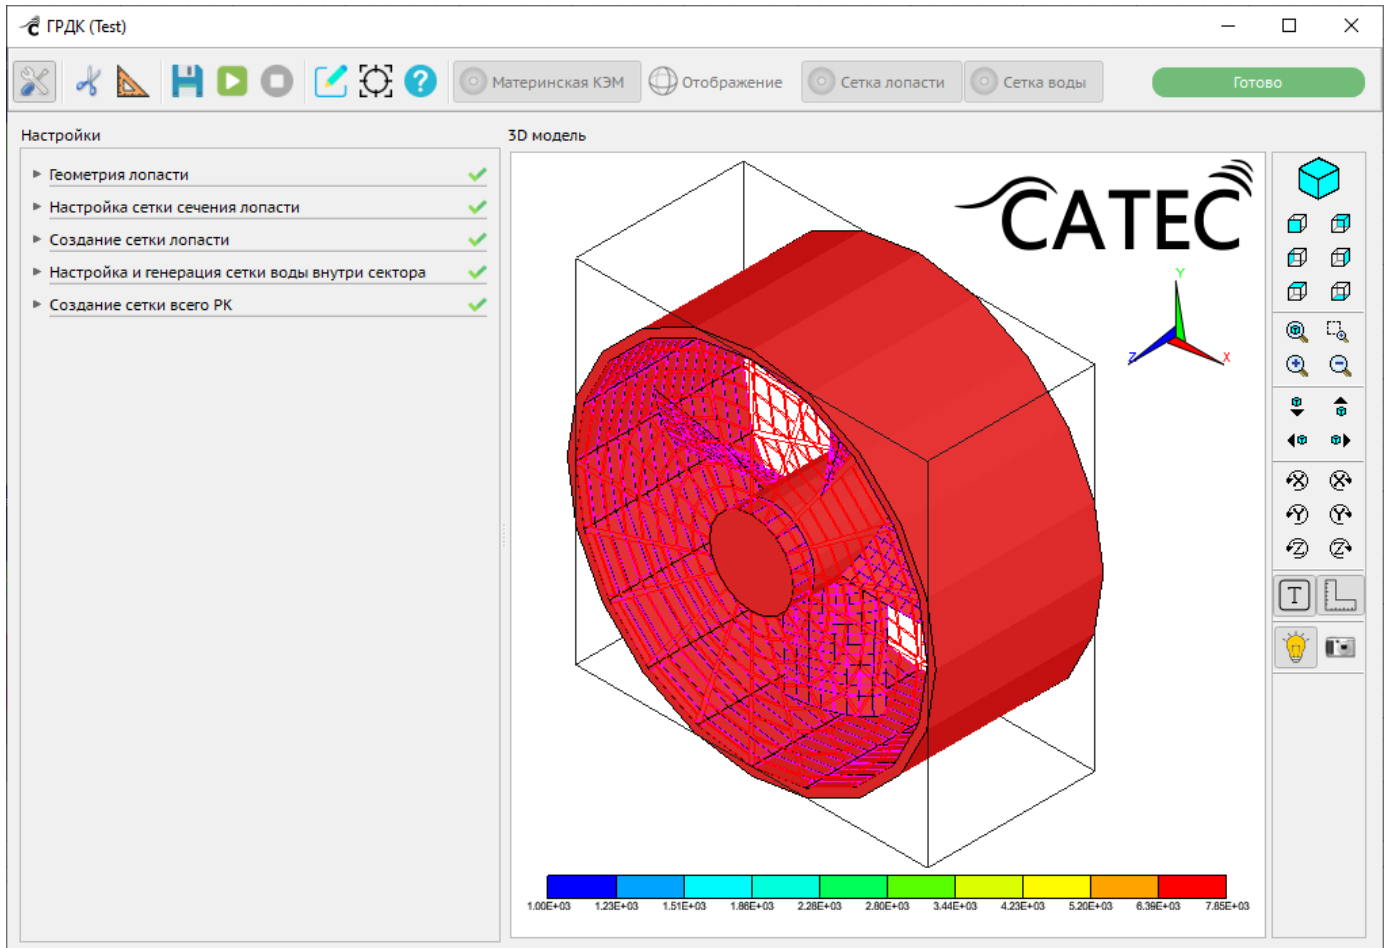 ГРДК (Test)
Материнская КЭМ
Отображение
Сетка лопасти
Сетка воды
Готово
Настройки
3D модель
Геометрия лопасти
Настройка сетки сечения лопасти
Создание сетки лопасти
Настройка и генерация сетки воды внутри сектора
Создание сетки всего РК
CATEC
Y
Z
X
X
X
Y
Y
Z
Z
T
1.00E+03 1.23E+03 1.51E+03 1.86E+03 2.28E+03 2.80E+03 3.44E+03 4.23E+03 5.20E+03 6.39E+03 7.85E+03